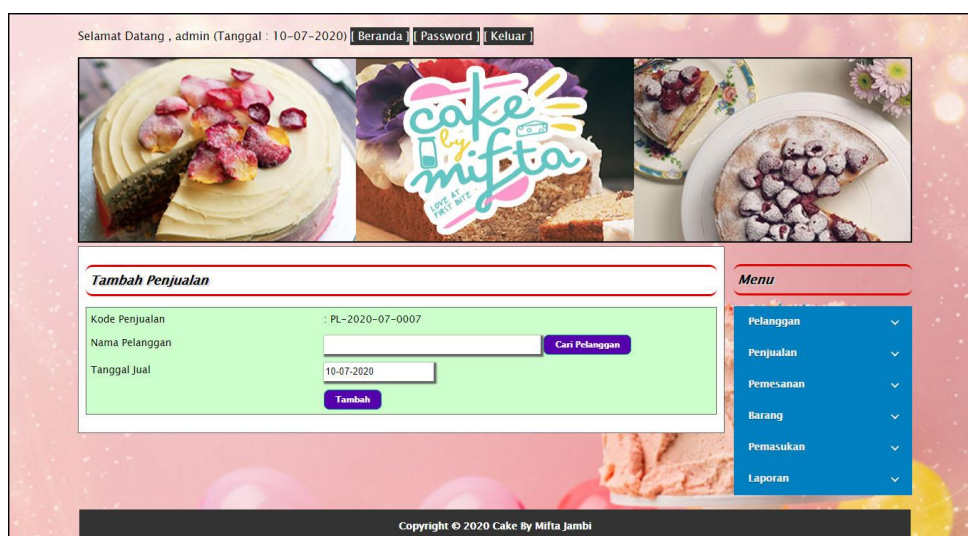 Selamat Datang , admin (Tanggal : 10-07-2020) [ Beranda ] [ Password ] [ Keluar ]
cake
by
mifta
LOVE AT
FIRST BITE
Tambah Penjualan
Kode Penjualan : PL-2020-07-0007
Nama Pelanggan Cari Pelanggan
Tanggal Jual 10-07-2020
Tambah
Menu
Pelanggan
Penjualan
Pemesanan
Barang
Pemasukan
Laporan
Copyright © 2020 Cake By Mifta Jambi